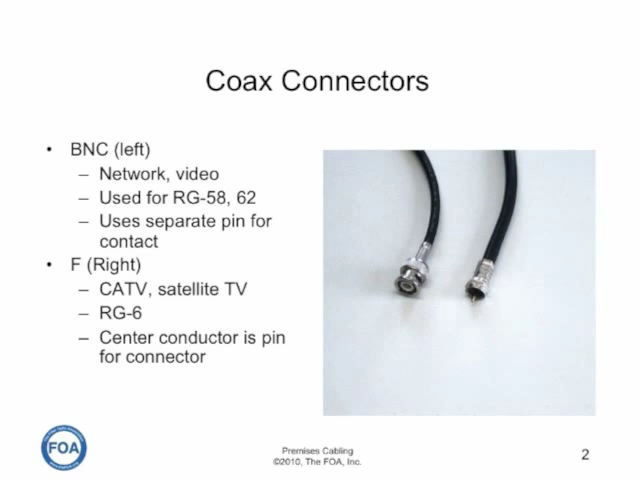 Coax Connectors
• BNC (left)
– Network, video
– Used for RG-58, 62
– Uses separate pin for
contact
• F (Right)
– CATV, satellite TV
– RG-6
– Center conductor is pin
for connector
FOA
Premises Cabling
©2010, The FOA, Inc.
2